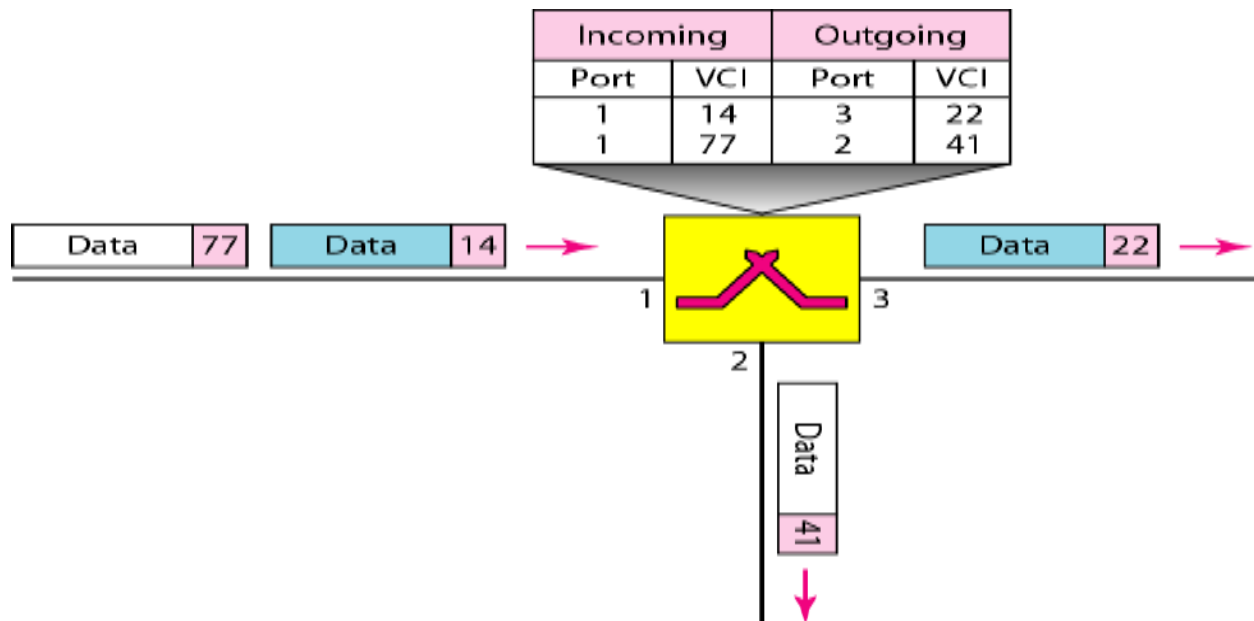 Incoming Outgoing
Port VCI Port VCI
1 14 3 22
1 77 2 41
Data 77 Data 14 Data 22
1 3
2
Data 41